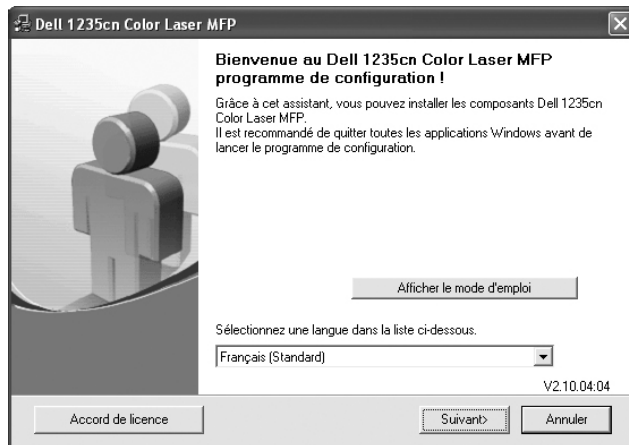 Dell 1235cn Color Laser MFP
Bienvenue au Dell 1235cn Color Laser MFP
programme de configuration !
Grâce à cet assistant, vous pouvez installer les composants Dell 1235cn
Color Laser MFP.
Il est recommandé de quitter toutes les applications Windows avant de
lancer le programme de configuration.
Afficher le mode d'emploi
Sélectionnez une langue dans la liste ci-dessous.
Français (Standard)
V2.10.04:04
Accord de licence
Suivant>
Annuler